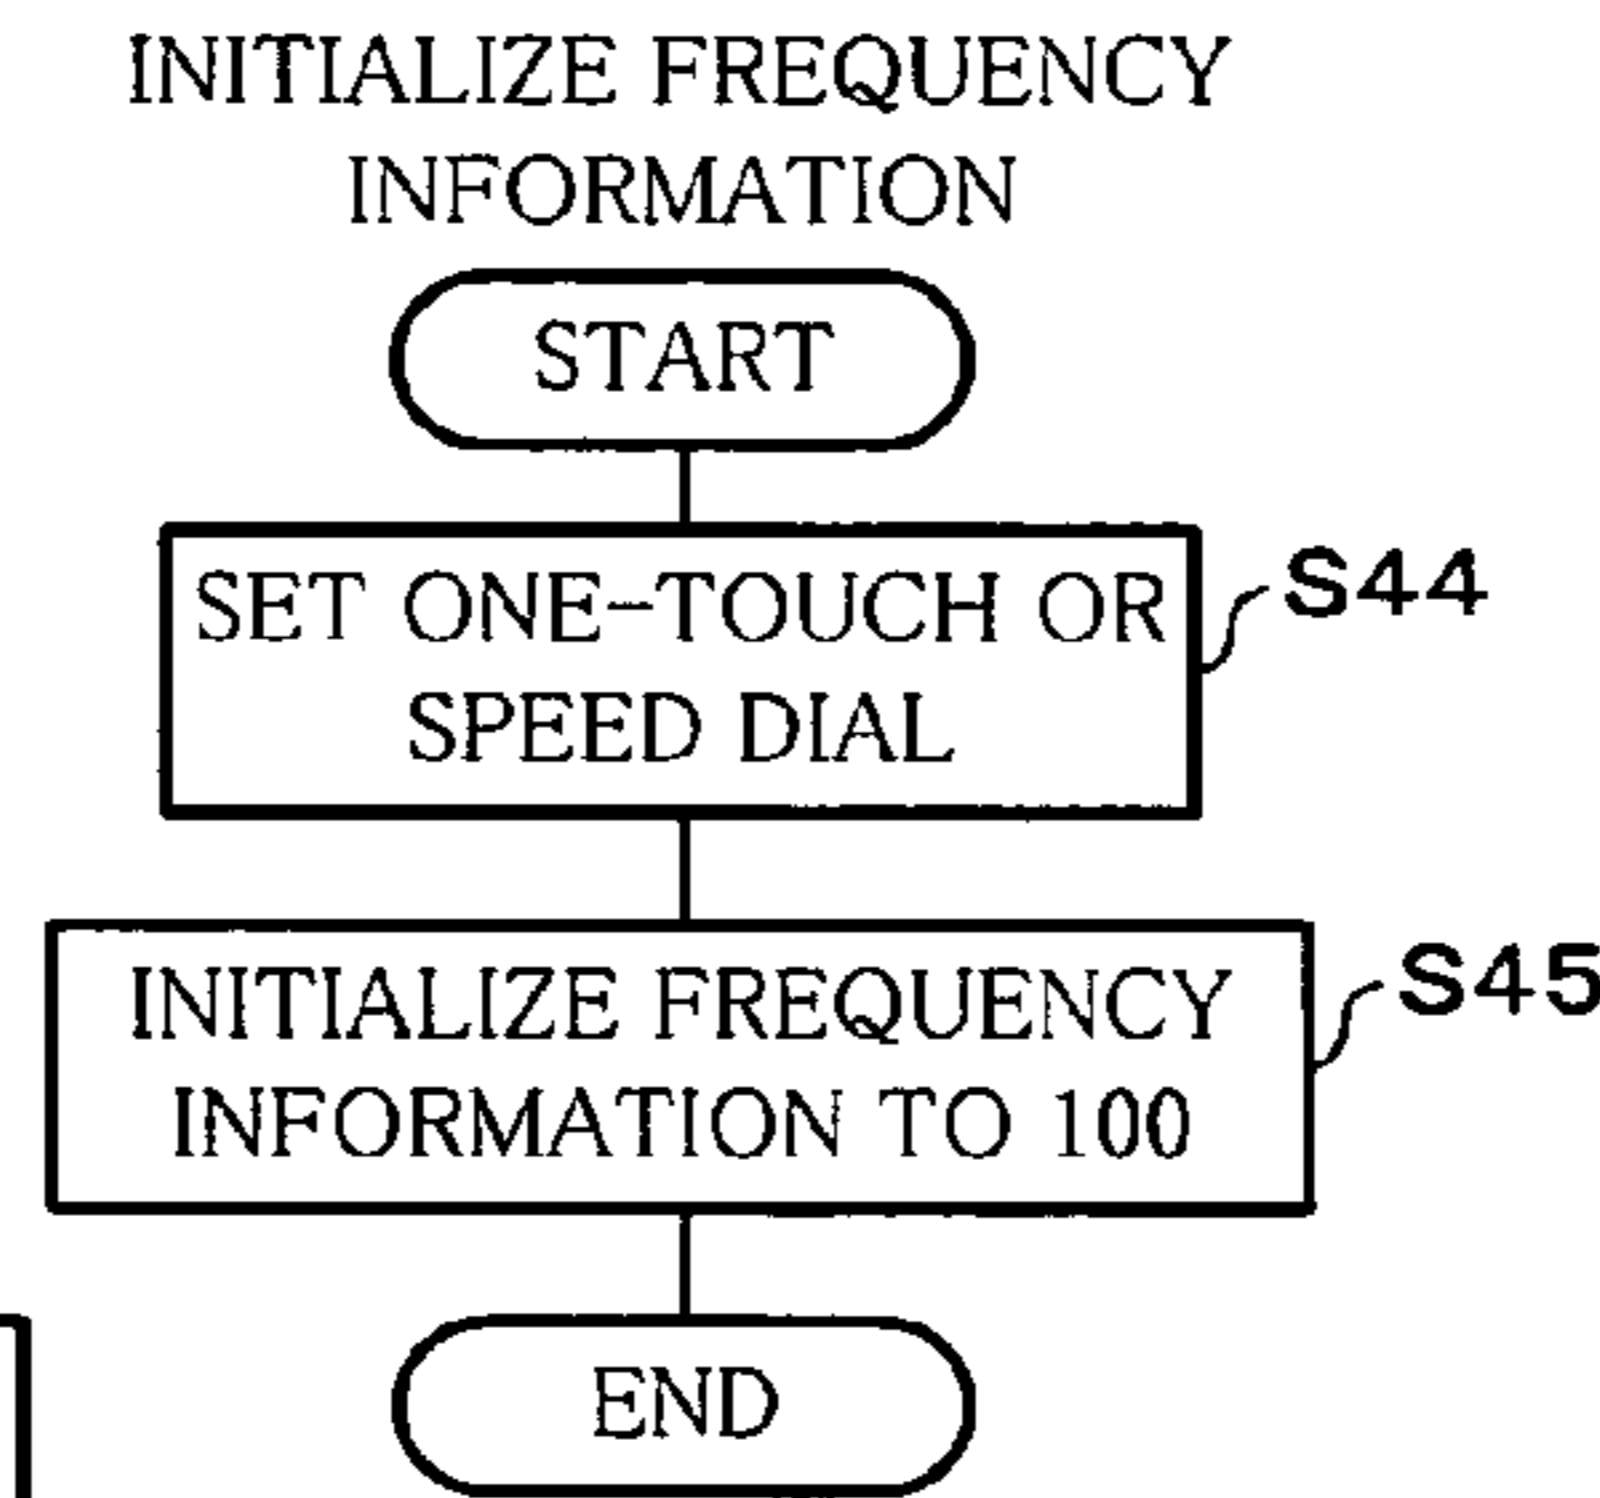 INITIALIZE FREQUENCY
INFORMATION
START
SET ONE-TOUCH OR
SPEED DIAL
S44
INITIALIZE FREQUENCY
INFORMATION TO 100
S45
END